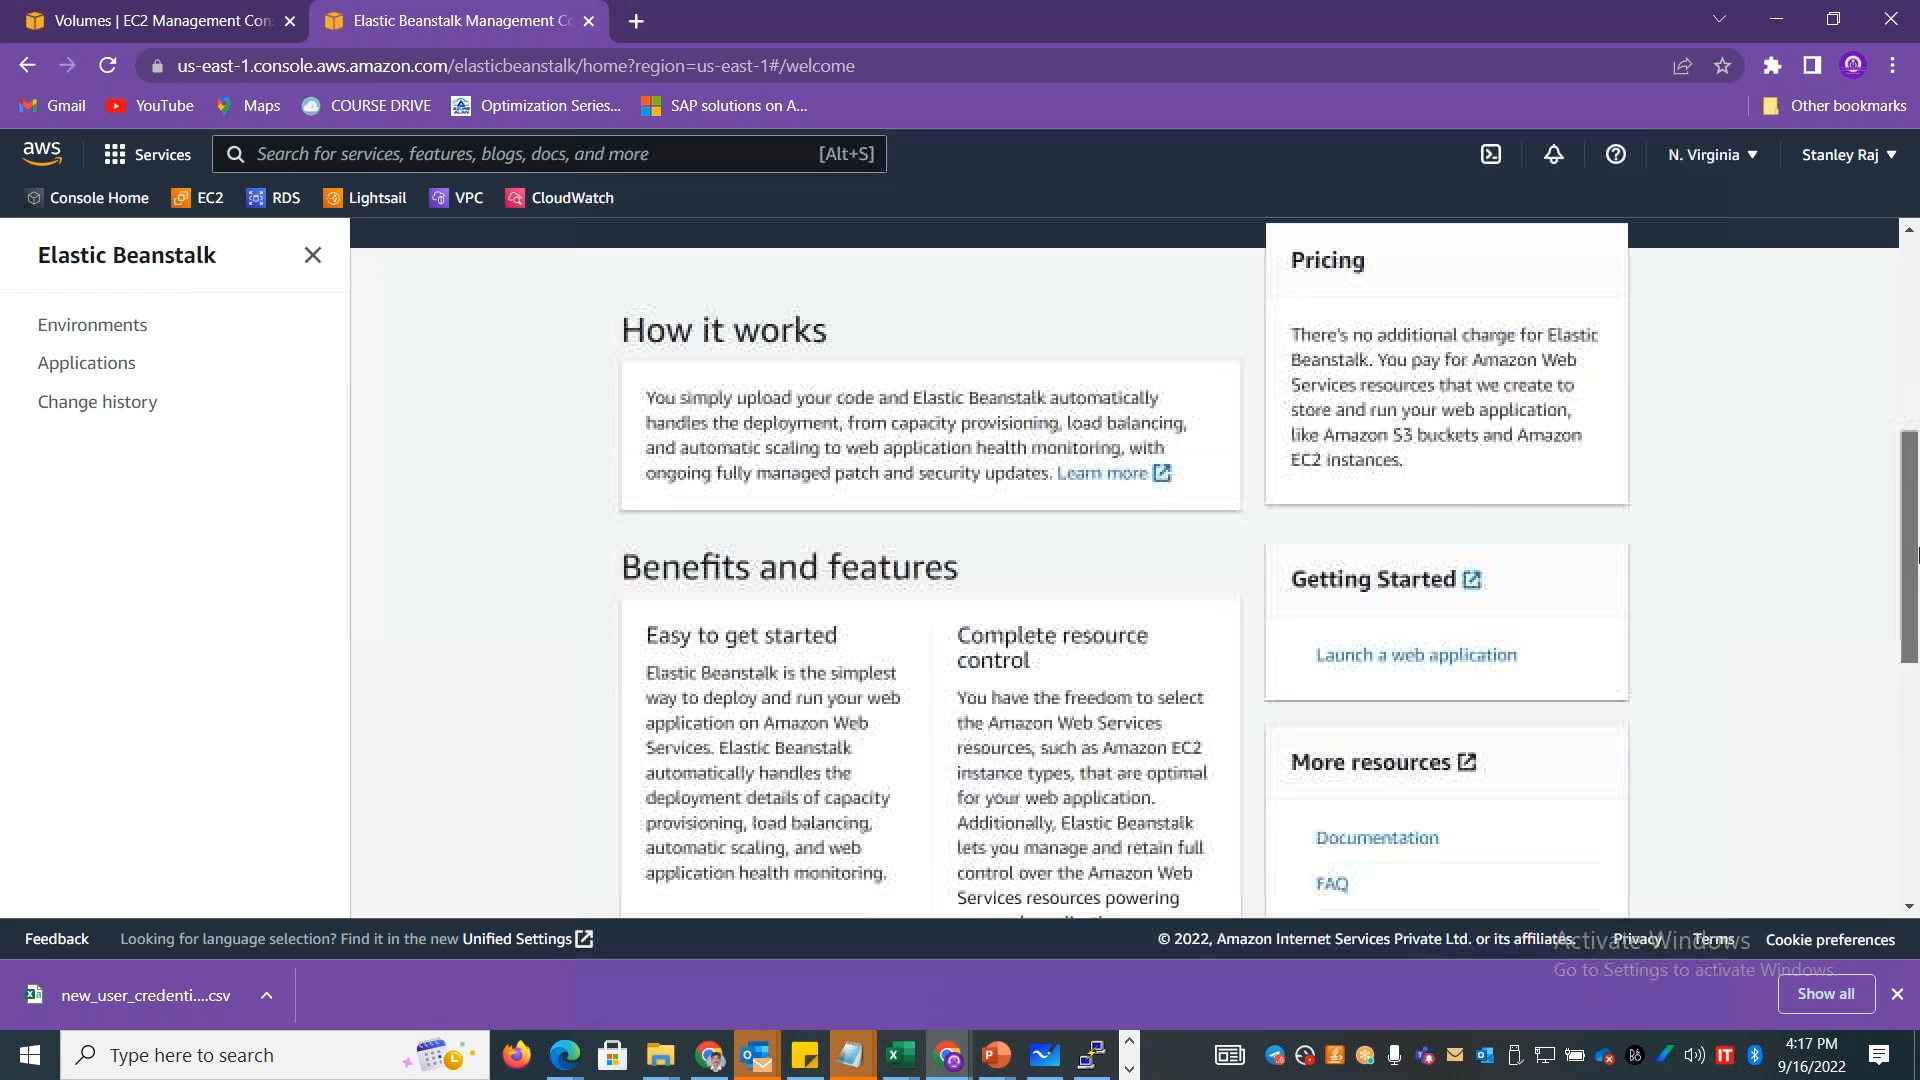 Volumes | EC2 Management Con
Elastic Beanstalk Management Co
us-east-1.console.aws.amazon.com/elasticbeanstalk/home?region=us-east-1#/welcome
Gmail
YouTube
Maps
COURSE DRIVE
Optimization Series...
SAP solutions on A...
Other bookmarks
aws
Services
Search for services, features, blogs, docs, and more
[Alt+S]
N. Virginia
Stanley Raj
Console Home
EC2
RDS
Lightsail
VPC
CloudWatch
Elastic Beanstalk
Environments
Applications
Change history
How it works
You simply upload your code and Elastic Beanstalk automatically
handles the deployment, from capacity provisioning, load balancing,
and automatic scaling to web application health monitoring, with
ongoing fully managed patch and security updates. Learn more
Benefits and features
Easy to get started
Elastic Beanstalk is the simplest
way to deploy and run your web
application on Amazon Web
Services. Elastic Beanstalk
automatically handles the
deployment details of capacity
provisioning, load balancing,
automatic scaling, and web
application health monitoring.
Complete resource
control
You have the freedom to select
the Amazon Web Services
resources, such as Amazon EC2
instance types, that are optimal
for your web application.
Additionally, Elastic Beanstalk
lets you manage and retain full
control over the Amazon Web
Services resources powering
Pricing
There's no additional charge for Elastic
Beanstalk. You pay for Amazon Web
Services resources that we create to
store and run your web application,
like Amazon S3 buckets and Amazon
EC2 instances.
Getting Started
Launch a web application
More resources
Documentation
FAQ
Feedback
Looking for language selection? Find it in the new Unified Settings
© 2022, Amazon Internet Services Private Ltd. or its affiliates.
Privacy
Terms
Cookie preferences
Activate Windows
Go to Settings to activate Windows.
new_user_credenti....csv
Show all
Type here to search
4:17 PM
9/16/2022